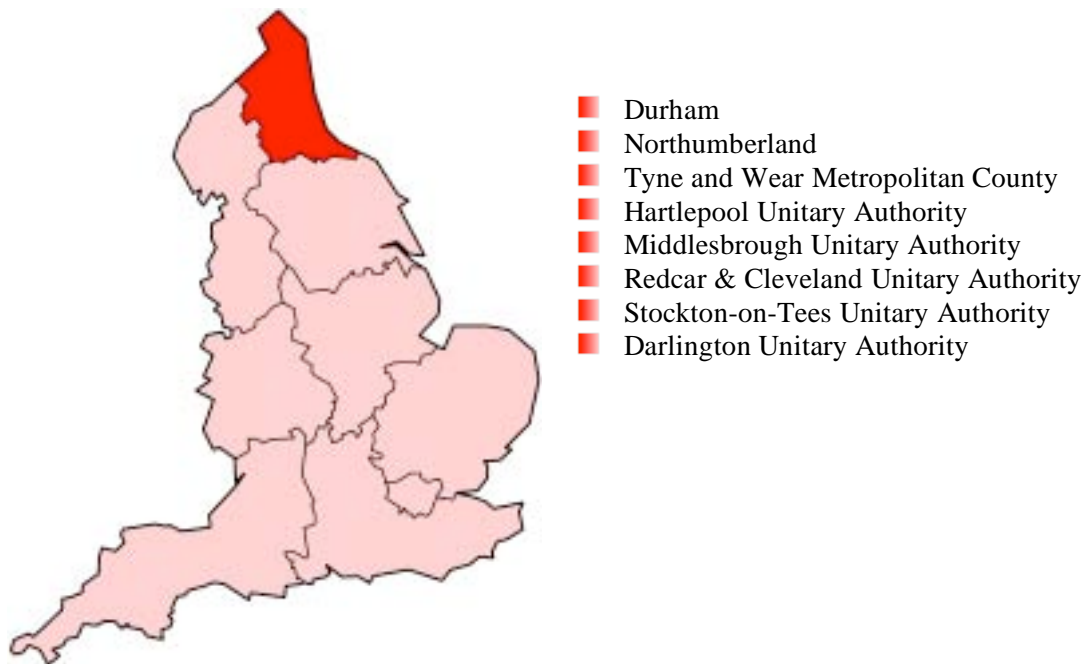 Durham
Northumberland
Tyne and Wear Metropolitan County
Hartlepool Unitary Authority
Middlesbrough Unitary Authority
Redcar & Cleveland Unitary Authority
Stockton-on-Tees Unitary Authority
Darlington Unitary Authority